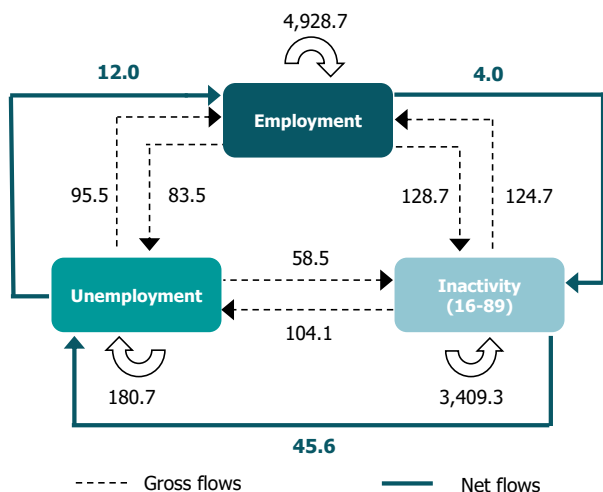 4,928.7
12.0
4.0
Employment
95.5
83.5
128.7
124.7
58.5
Unemployment
Inactivity
(16-89)
104.1
180.7
3,409.3
45.6
Gross flows
Net flows